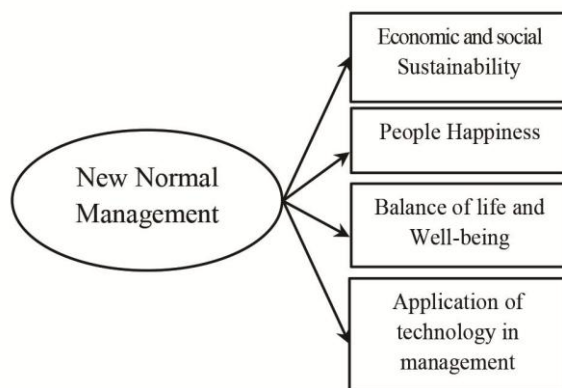 Economic and social
Sustainability
People Happiness
New Normal
Management
Balance of life and
Well-being
Application of
technology in
management